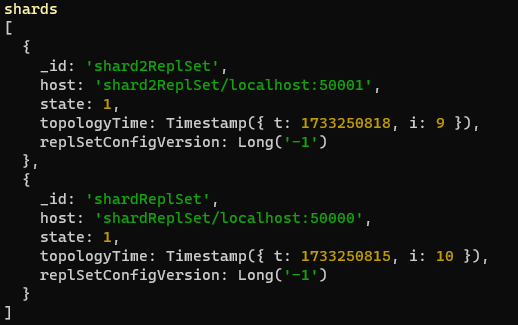 shards
[
  {
    _id: 'shard2ReplSet',
    host: 'shard2ReplSet/localhost:50001',
    state: 1,
    topologyTime: Timestamp({ t: 1733250818, i: 9 }),
    replSetConfigVersion: Long('-1')
  },
  {
    _id: 'shardReplSet',
    host: 'shardReplSet/localhost:50000',
    state: 1,
    topologyTime: Timestamp({ t: 1733250815, i: 10 }),
    replSetConfigVersion: Long('-1')
  }
]